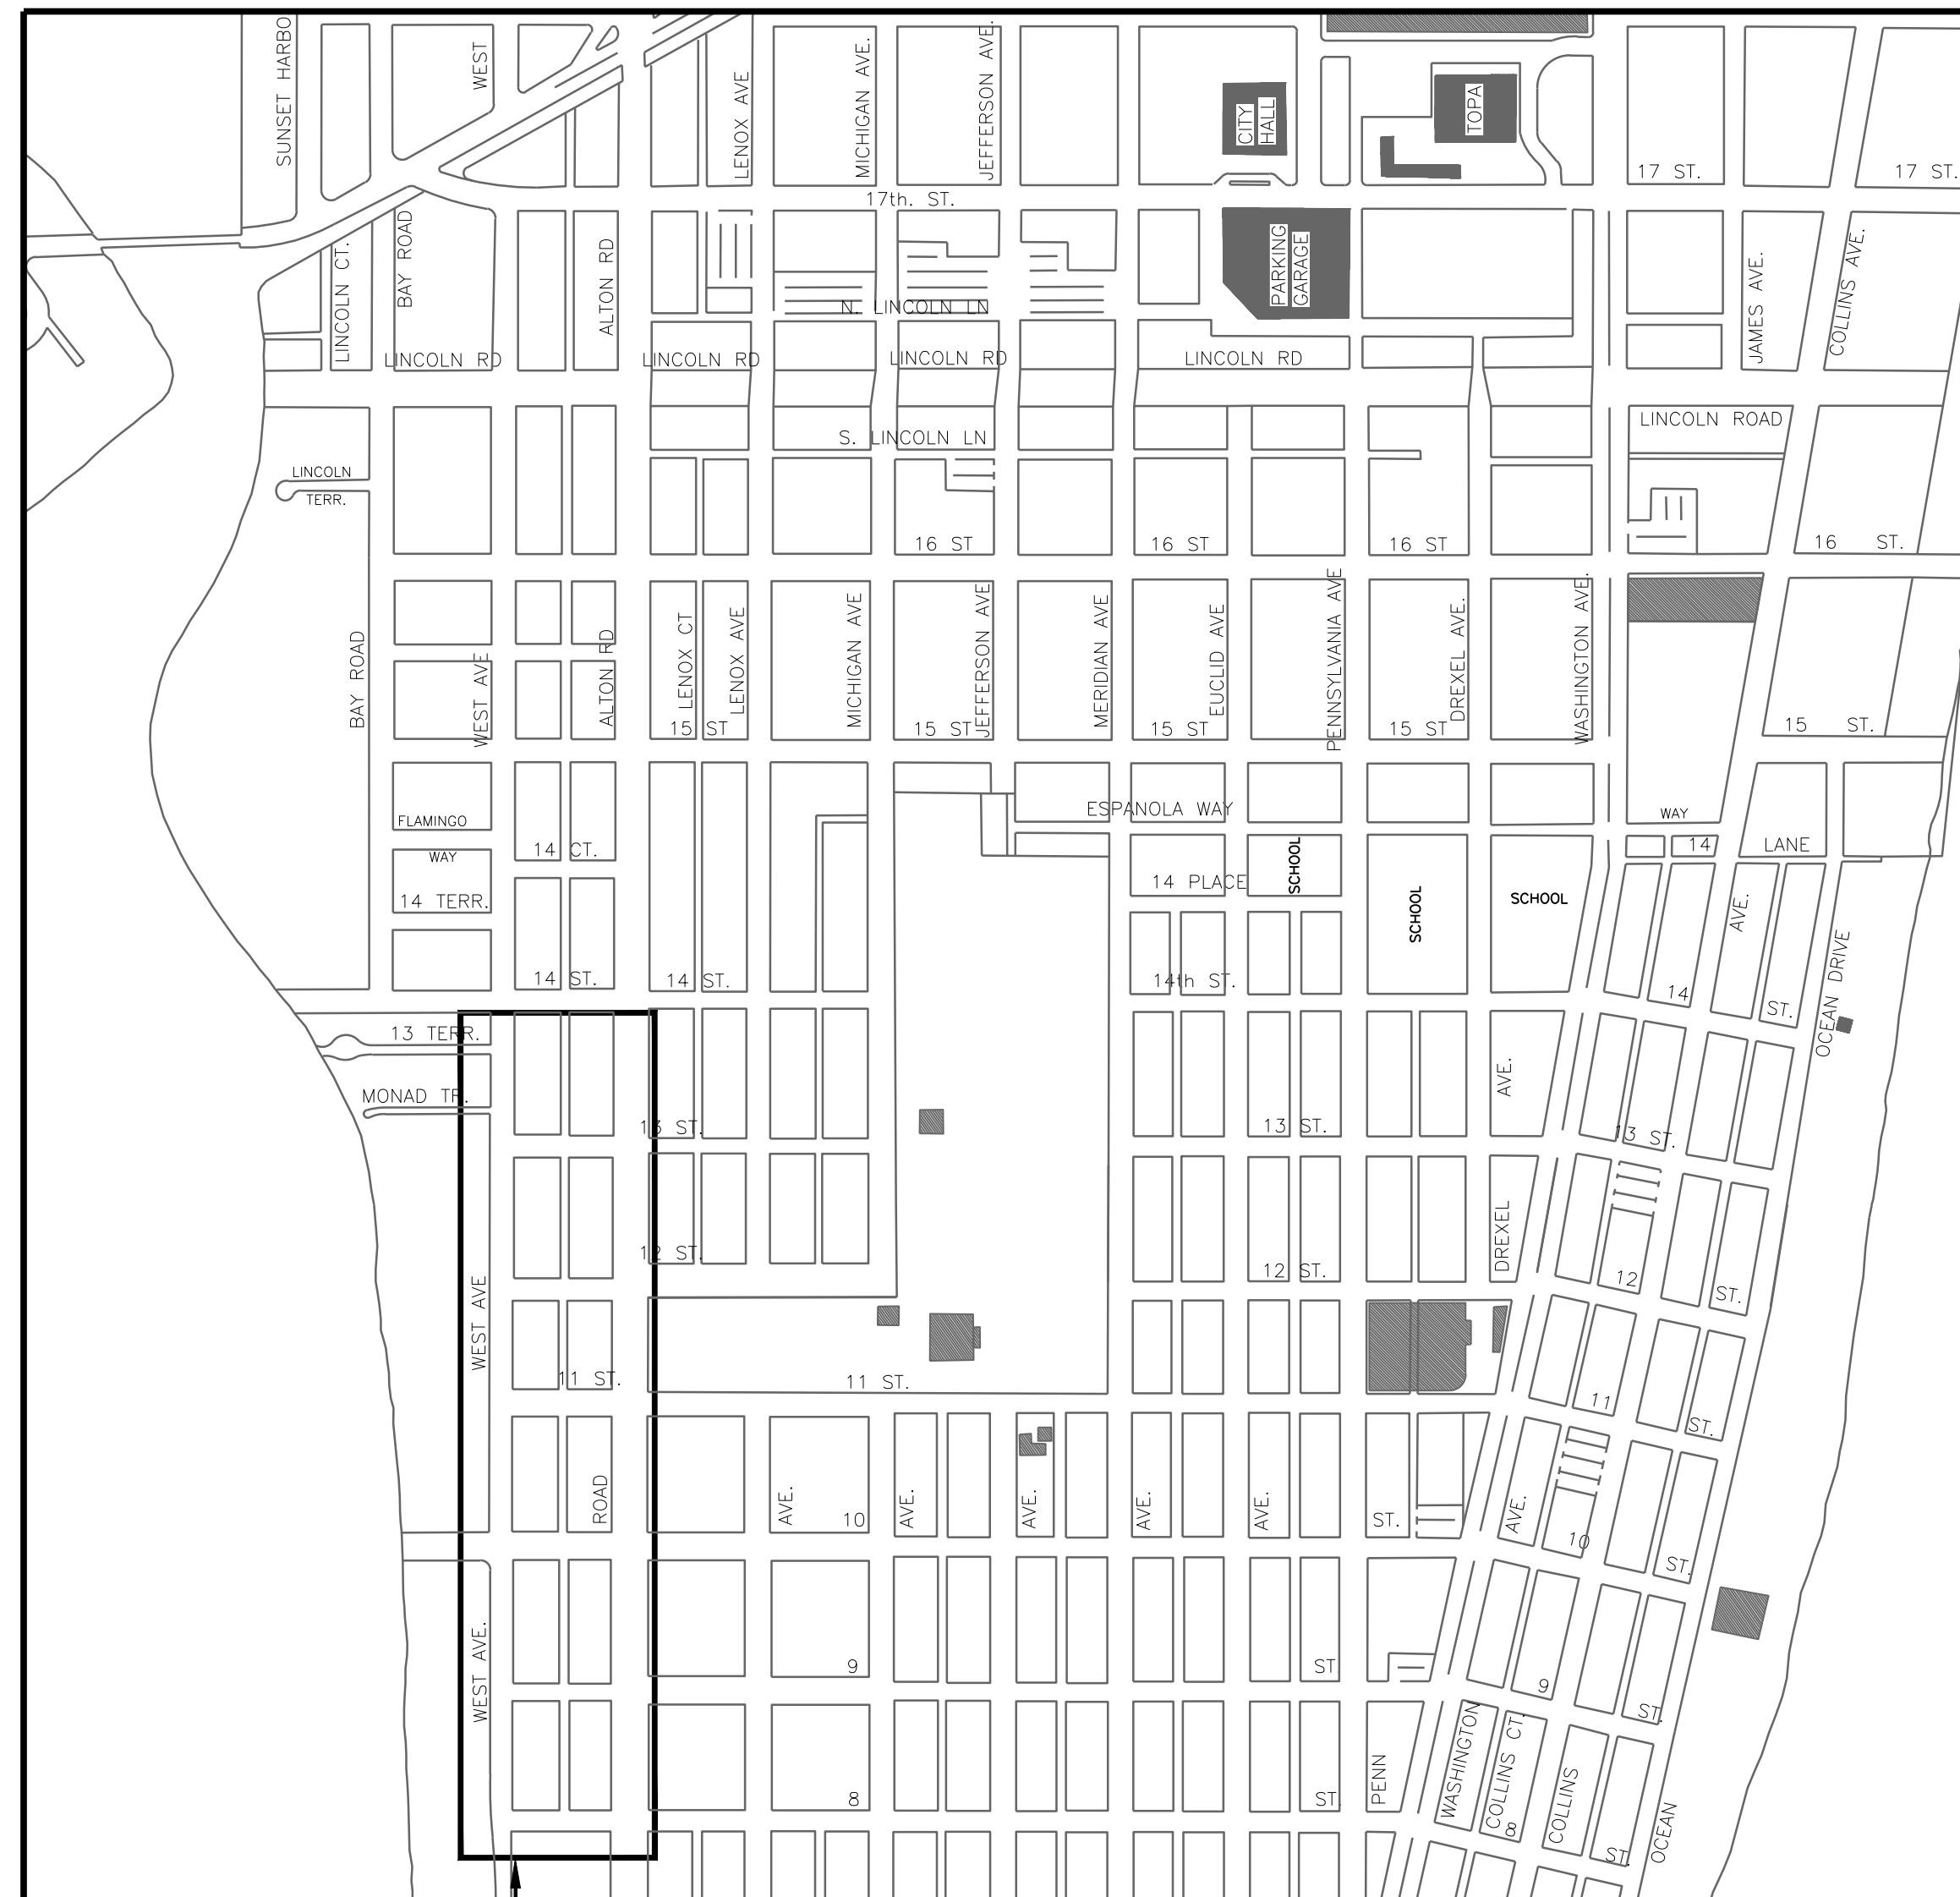 SUNSET HARBO
WEST
LENOX AVE
MICHIGAN AVE.
JEFFERSON AVE.
CITY
HALL
TOPA
17 ST.
17 ST.
17th. ST.
LINCOLN CT.
BAY ROAD
ALTON RD
PARKING
GARAGE
JAMES AVE.
COLLINS AVE.
N. LINCOLN LN
LINCOLN RD
LINCOLN RD
LINCOLN RD
LINCOLN RD
LINCOLN ROAD
S. LINCOLN LN
LINCOLN
TERR.
16 ST
16 ST
16 ST
16 ST.
BAY ROAD
WEST AVE
ALTON RD
LENOX CT
LENOX AVE
MICHIGAN AVE
JEFFERSON AVE
MERIDIAN AVE
EUCLID AVE
PENNSYLVANIA AVE
DREXEL AVE.
WASHINGTON AVE.
15 ST
15 ST
15 ST
15 ST
15 ST.
ESPANOLA WAY
WAY
FLAMINGO
WAY
14 CT.
14 LANE
14 PLACE
SCHOOL
SCHOOL
SCHOOL
14 TERR.
AVE.
OCEAN DRIVE
14 ST.
14 ST.
14th ST.
14 ST.
13 TERR.
MONAD TR.
AVE.
13 ST.
13 ST.
13 ST.
DREXEL
12 ST.
12 ST.
12 ST.
WEST AVE
11 ST.
11 ST.
11 ST.
ROAD
AVE.
10
AVE.
AVE.
AVE.
AVE.
ST.
AVE.
10 ST.
WEST AVE.
9
ST.
9 ST.
8
ST.
PENN
WASHINGTON
COLLINS CT.
8
COLLINS
ST.
OCEAN